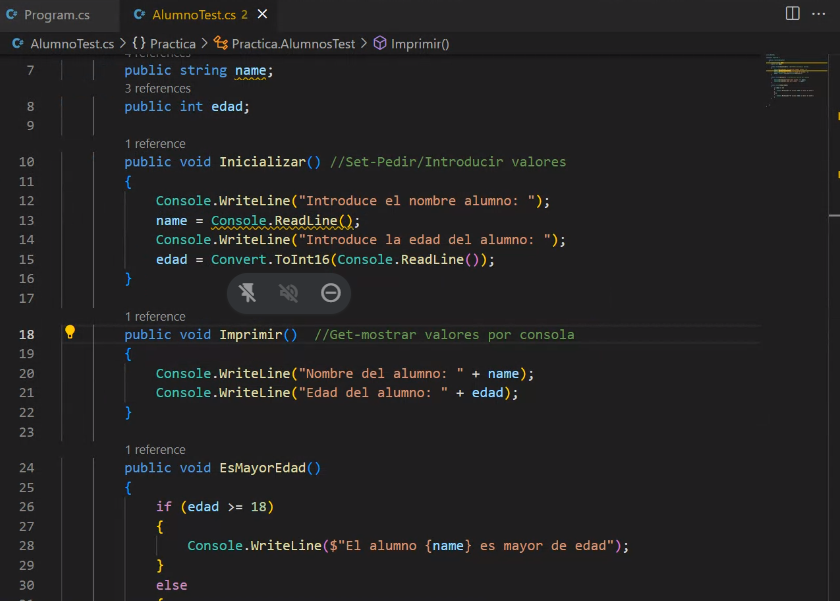 Program.cs AlumnoTest.cs 2
AlumnoTest.cs > {} Practica > Practica.AlumnosTest > Imprimir()
4 references
7 public string name;
3 references
8 public int edad;
9
1 reference
10 public void Inicializar() //Set-Pedir/Introducir valores
11 {
12 Console.WriteLine("Introduce el nombre alumno: ");
13 name = Console.ReadLine();
14 Console.WriteLine("Introduce la edad del alumno: ");
15 edad = Convert.ToInt16(Console.ReadLine());
16 }
17
1 reference
18 public void Imprimir() //Get-mostrar valores por consola
19 {
20 Console.WriteLine("Nombre del alumno: " + name);
21 Console.WriteLine("Edad del alumno: " + edad);
22 }
23
1 reference
24 public void EsMayorEdad()
25 {
26 if (edad >= 18)
27 {
28 Console.WriteLine($"El alumno {name} es mayor de edad");
29 }
30 else